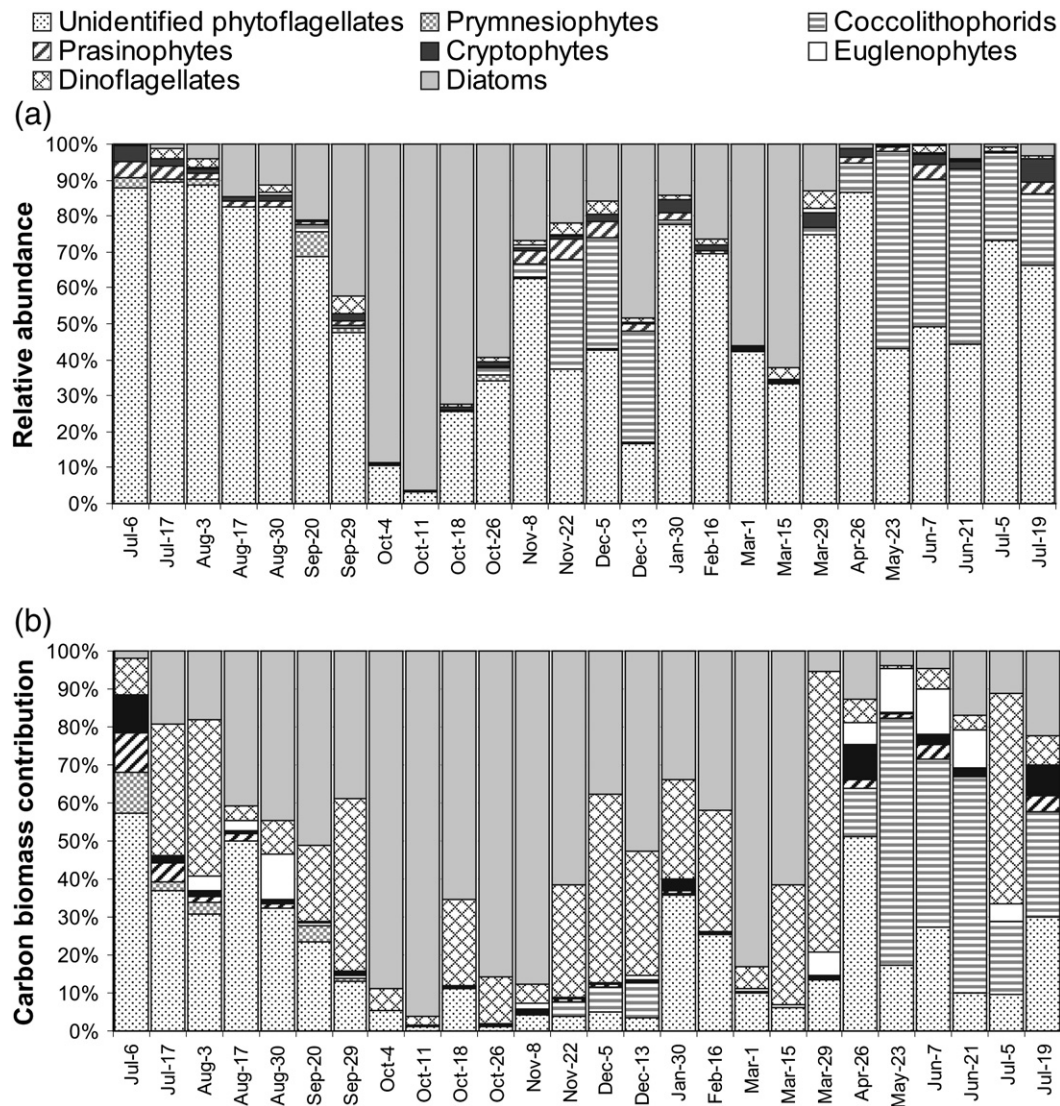 Unidentified phytoflagellates Prymnesiophytes Coccolithophorids
Prasinophytes Cryptophytes Euglenophytes
Dinoflagellates Diatoms
(a)
100%
90%
80%
70%
60%
50%
40%
30%
20%
10%
0%
Relative abundance
Jul-6
Jul-17
Aug-3
Aug-17
Aug-30
Sep-20
Sep-29
Oct-4
Oct-11
Oct-18
Oct-26
Nov-8
Nov-22
Dec-5
Dec-13
Jan-30
Feb-16
Mar-1
Mar-15
Mar-29
Apr-26
May-23
Jun-7
Jun-21
Jul-5
Jul-19
(b)
100%
90%
80%
70%
60%
50%
40%
30%
20%
10%
0%
Carbon biomass contribution
Jul-6
Jul-17
Aug-3
Aug-17
Aug-30
Sep-20
Sep-29
Oct-4
Oct-11
Oct-18
Oct-26
Nov-8
Nov-22
Dec-5
Dec-13
Jan-30
Feb-16
Mar-1
Mar-15
Mar-29
Apr-26
May-23
Jun-7
Jun-21
Jul-5
Jul-19